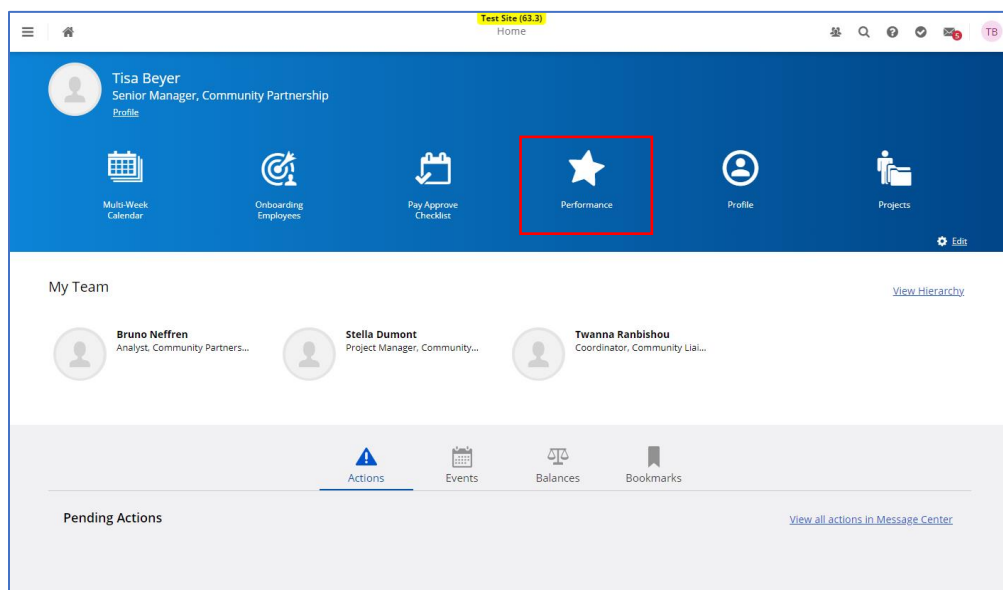 Test Site (63.3)
Home
5
TB
Tisa Beyer
Senior Manager, Community Partnership
Profile
Multi-Week
Calendar
Onboarding
Employees
Pay Approve
Checklist
Performance
Profile
Projects
Edit
My Team
View Hierarchy
Bruno Neffren
Analyst, Community Partners...
Stella Dumont
Project Manager, Community...
Twanna Ranbishou
Coordinator, Community Liai...
Actions
Events
Balances
Bookmarks
Pending Actions
View all actions in Message Center